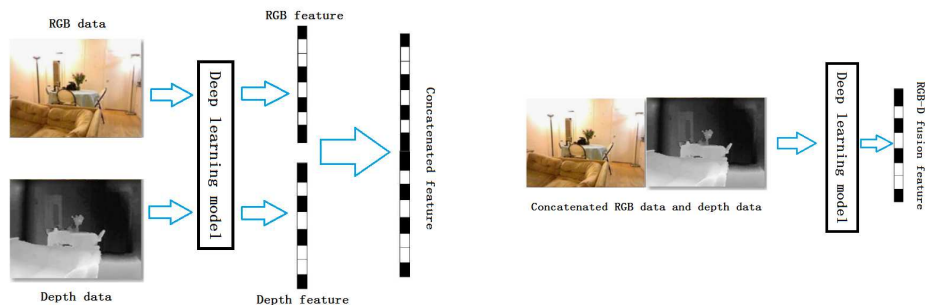 RGB data
RGB feature
Deep learning model
Concatenated feature
Depth data
Depth feature
Concatenated RGB data and depth data
Deep learning model
RGB-D fusion feature